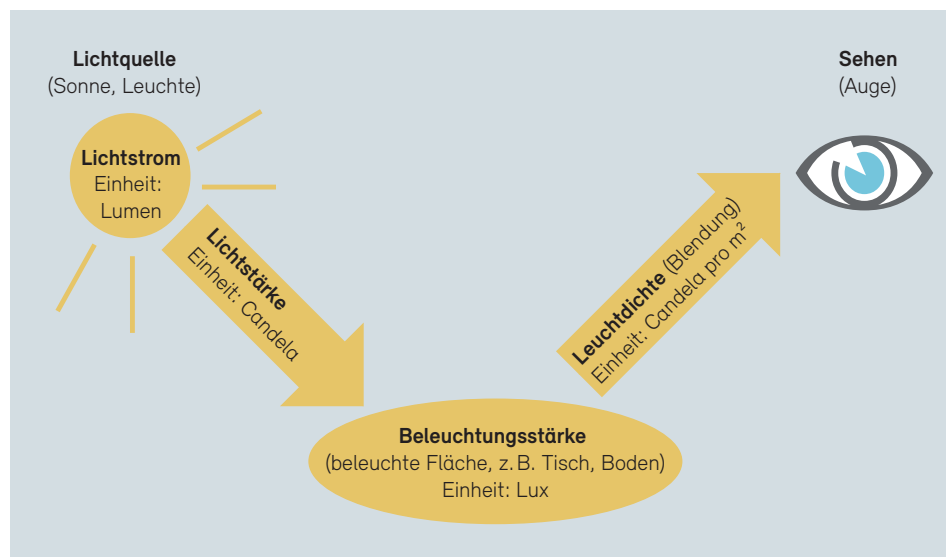 Lichtquelle
(Sonne, Leuchte)
Lichtstrom
Einheit:
Lumen
Lichtstärke
Einheit: Candela
Beleuchtungsstärke
(beleuchte Fläche, z. B. Tisch, Boden)
Einheit: Lux
Leuchtdichte (Blendung)
Einheit: Candela pro m²
Sehen
(Auge)